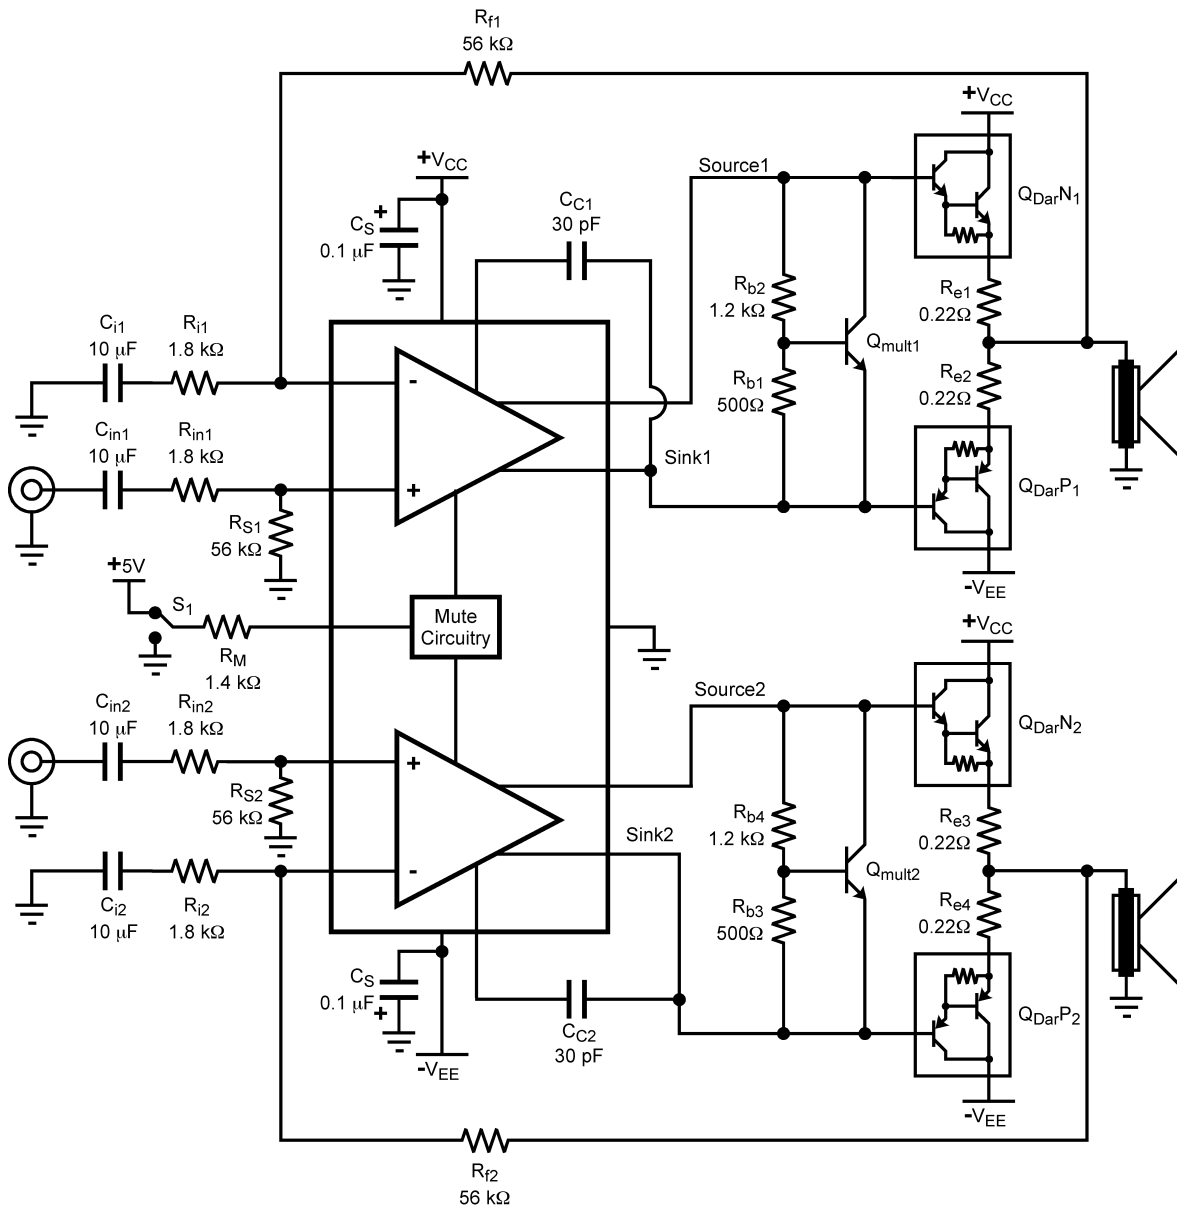 Rf1
56 kΩ
+VCC
QDarN1
Re1
0.22Ω
Re2
0.22Ω
QDarP1
-VEE
Source1
Rb2
1.2 kΩ
Qmult1
Rb1
500Ω
Sink1
CC1
30 pF
+VCC
+
CS
0.1 μF
Ci1
10 μF
Ri1
1.8 kΩ
-
Cin1
10 μF
Rin1
1.8 kΩ
+
RS1
56 kΩ
+5V
S1
RM
1.4 kΩ
Mute
Circuitry
Cin2
10 μF
Rin2
1.8 kΩ
+
RS2
56 kΩ
-
Ci2
10 μF
Ri2
1.8 kΩ
CS
0.1 μF
+
-VEE
CC2
30 pF
Source2
Sink2
Rb4
1.2 kΩ
Qmult2
Rb3
500Ω
+VCC
QDarN2
Re3
0.22Ω
Re4
0.22Ω
QDarP2
-VEE
Rf2
56 kΩ